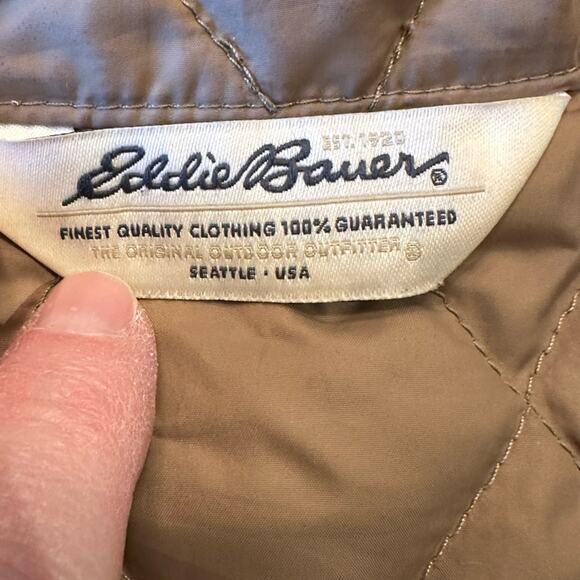 EST. 1920
Eddie Bauer®
FINEST QUALITY CLOTHING 100% GUARANTEED
THE ORIGINAL OUTDOOR OUTFITTER®
SEATTLE · USA